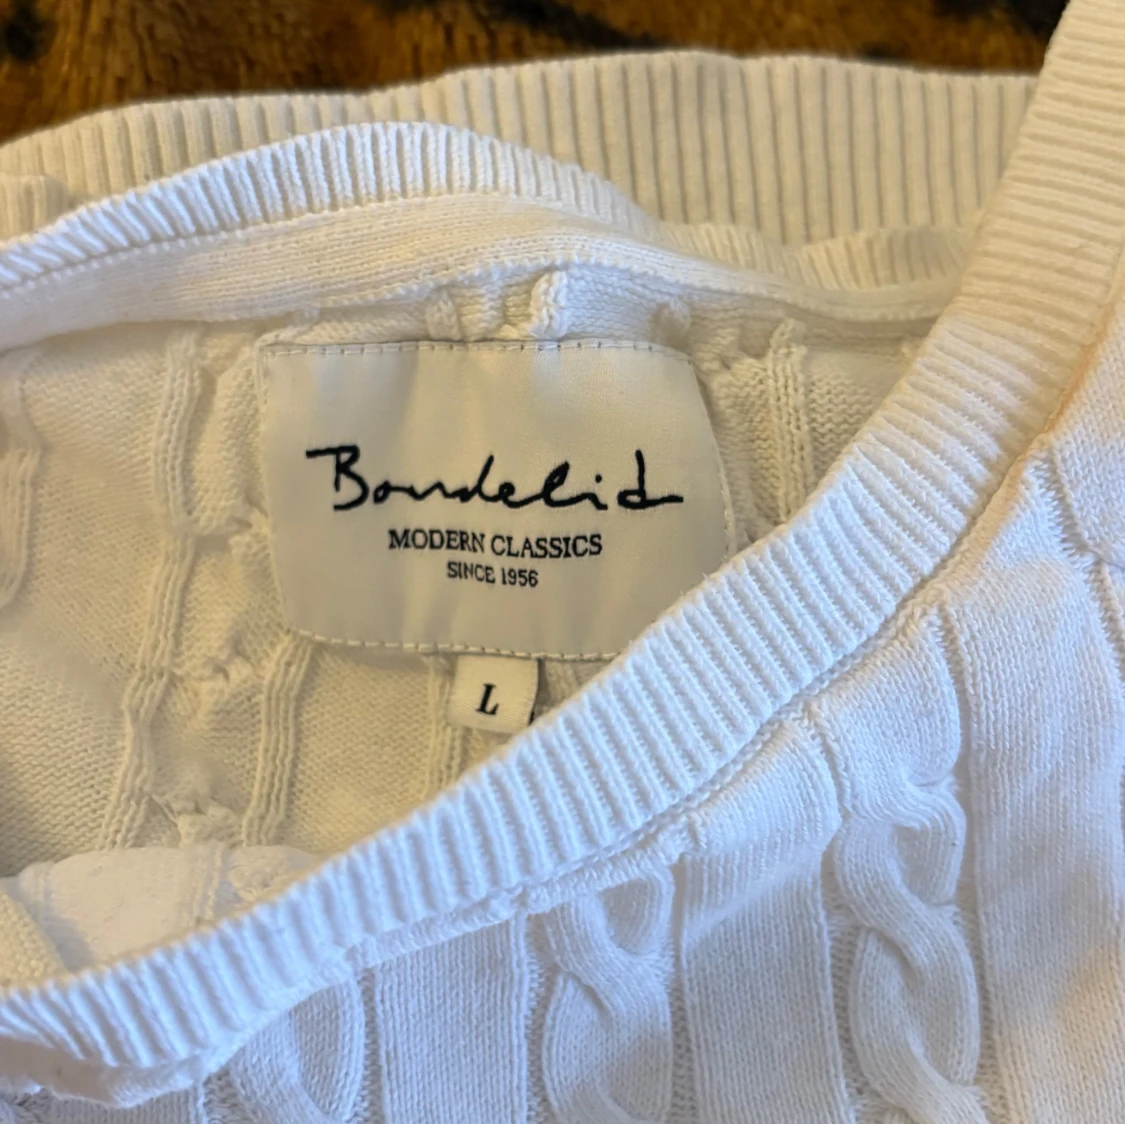 Bondelid
MODERN CLASSICS
SINCE 1956
L